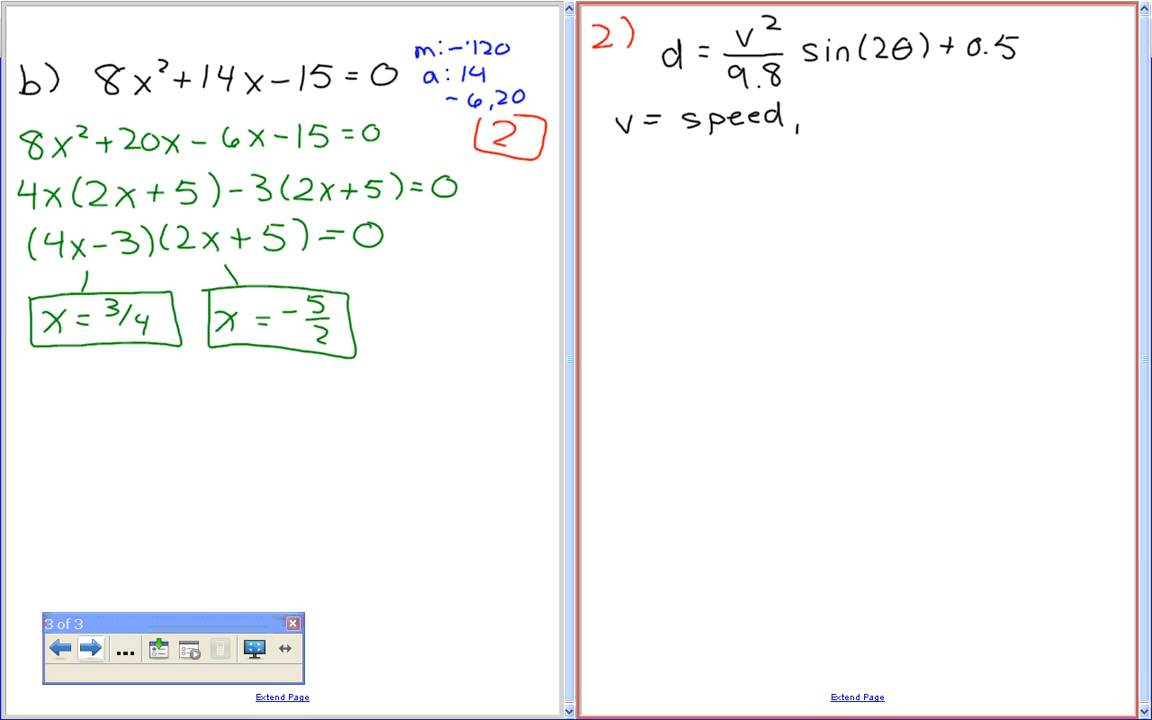 b) 8x² + 14x - 15 = 0
m: -120
a: 14
-6, 20
2
8x² + 20x - 6x - 15 = 0
4x(2x + 5) - 3(2x + 5) = 0
(4x - 3)(2x + 5) = 0
x = 3/4
x = -5/2
3 of 3
Extend Page
2) d = v²/9.8 sin(2θ) + 0.5
v = speed,
Extend Page